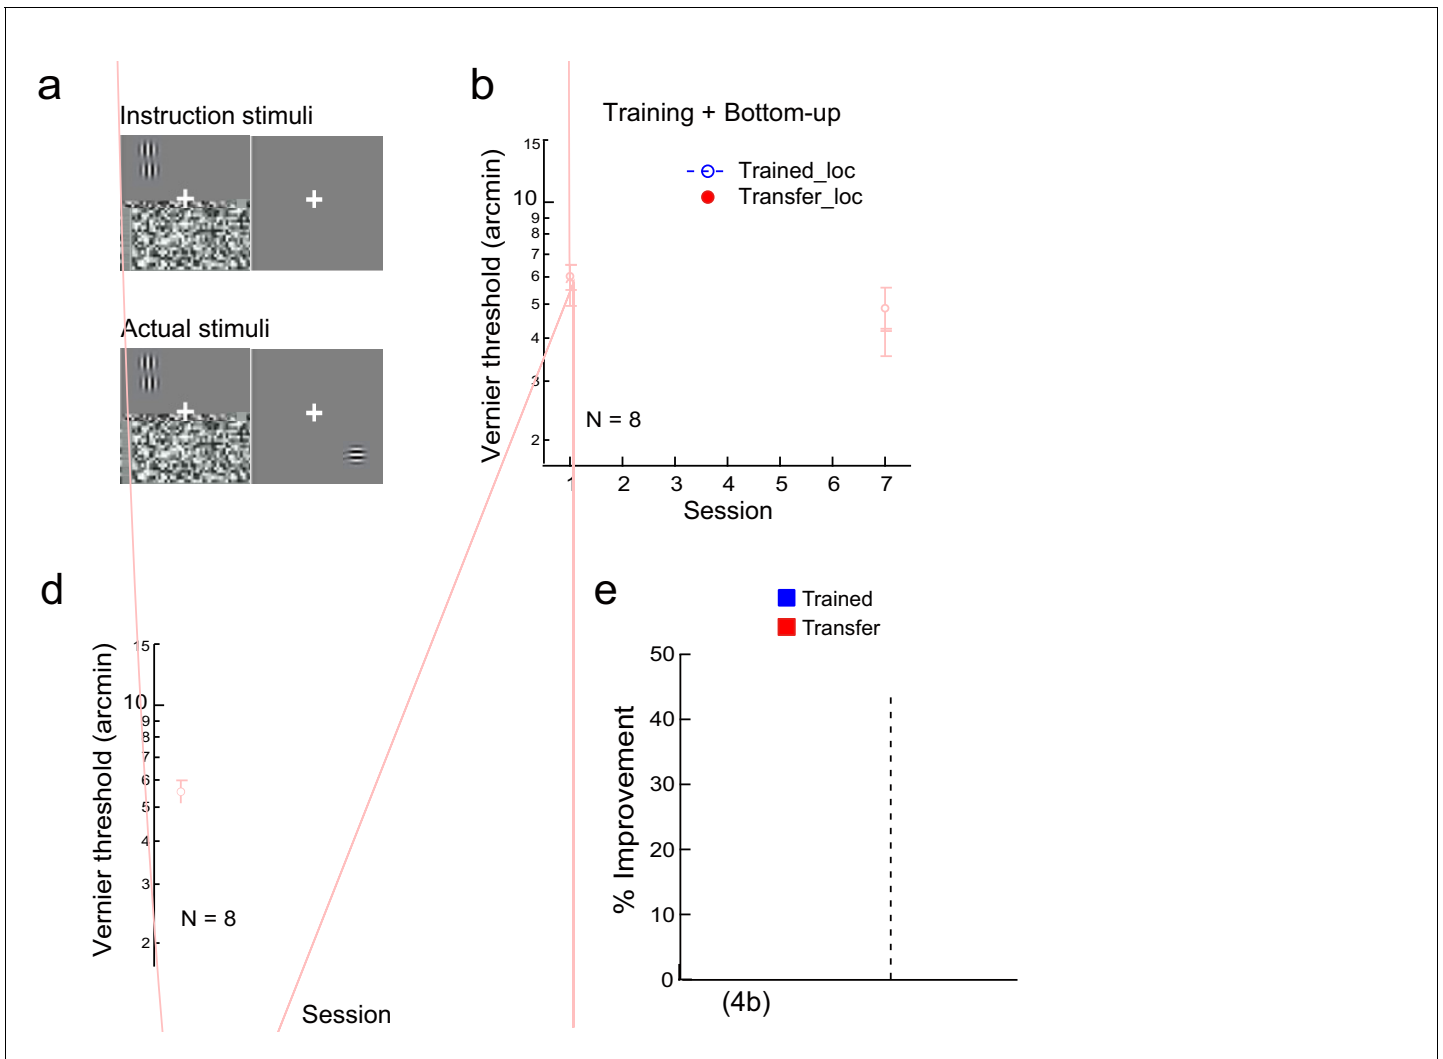 a
Instruction stimuli
Actual stimuli
b
Training + Bottom-up
Trained_loc
Transfer_loc
Vernier threshold (arcmin)
15
10
9
8
7
6
5
4
3
2
N = 8
1 2 3 4 5 6 7
Session
d
Vernier threshold (arcmin)
15
10
9
8
7
6
5
4
3
2
N = 8
Session
e
Trained
Transfer
% Improvement
50
40
30
20
10
0
(4b)